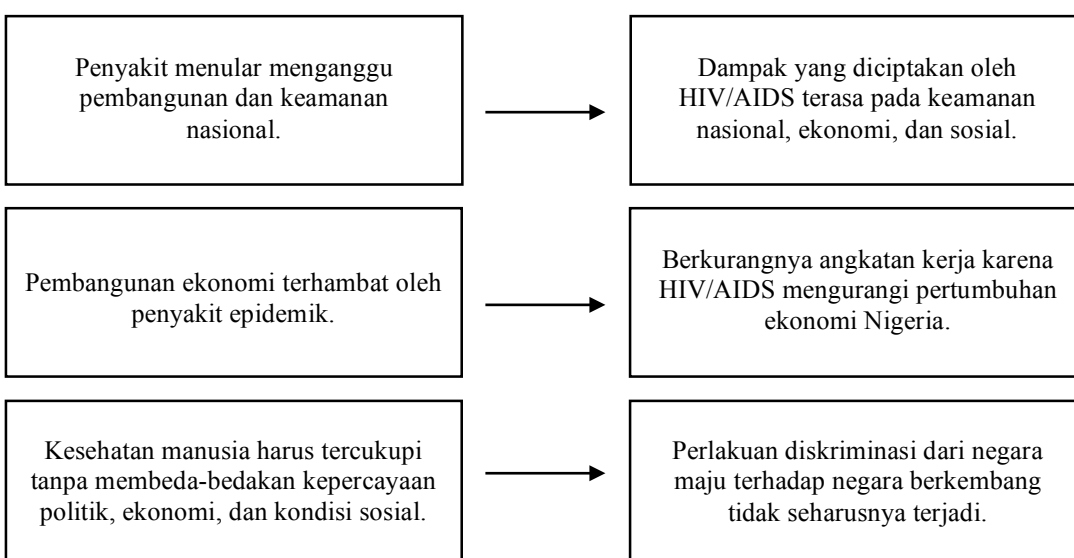 Penyakit menular menganggu
pembangunan dan keamanan
nasional.
Dampak yang diciptakan oleh
HIV/AIDS terasa pada keamanan
nasional, ekonomi, dan sosial.
Pembangunan ekonomi terhambat oleh
penyakit epidemik.
Berkurangnya angkatan kerja karena
HIV/AIDS mengurangi pertumbuhan
ekonomi Nigeria.
Kesehatan manusia harus tercukupi
tanpa membeda-bedakan kepercayaan
politik, ekonomi, dan kondisi sosial.
Perlakuan diskriminasi dari negara
maju terhadap negara berkembang
tidak seharusnya terjadi.